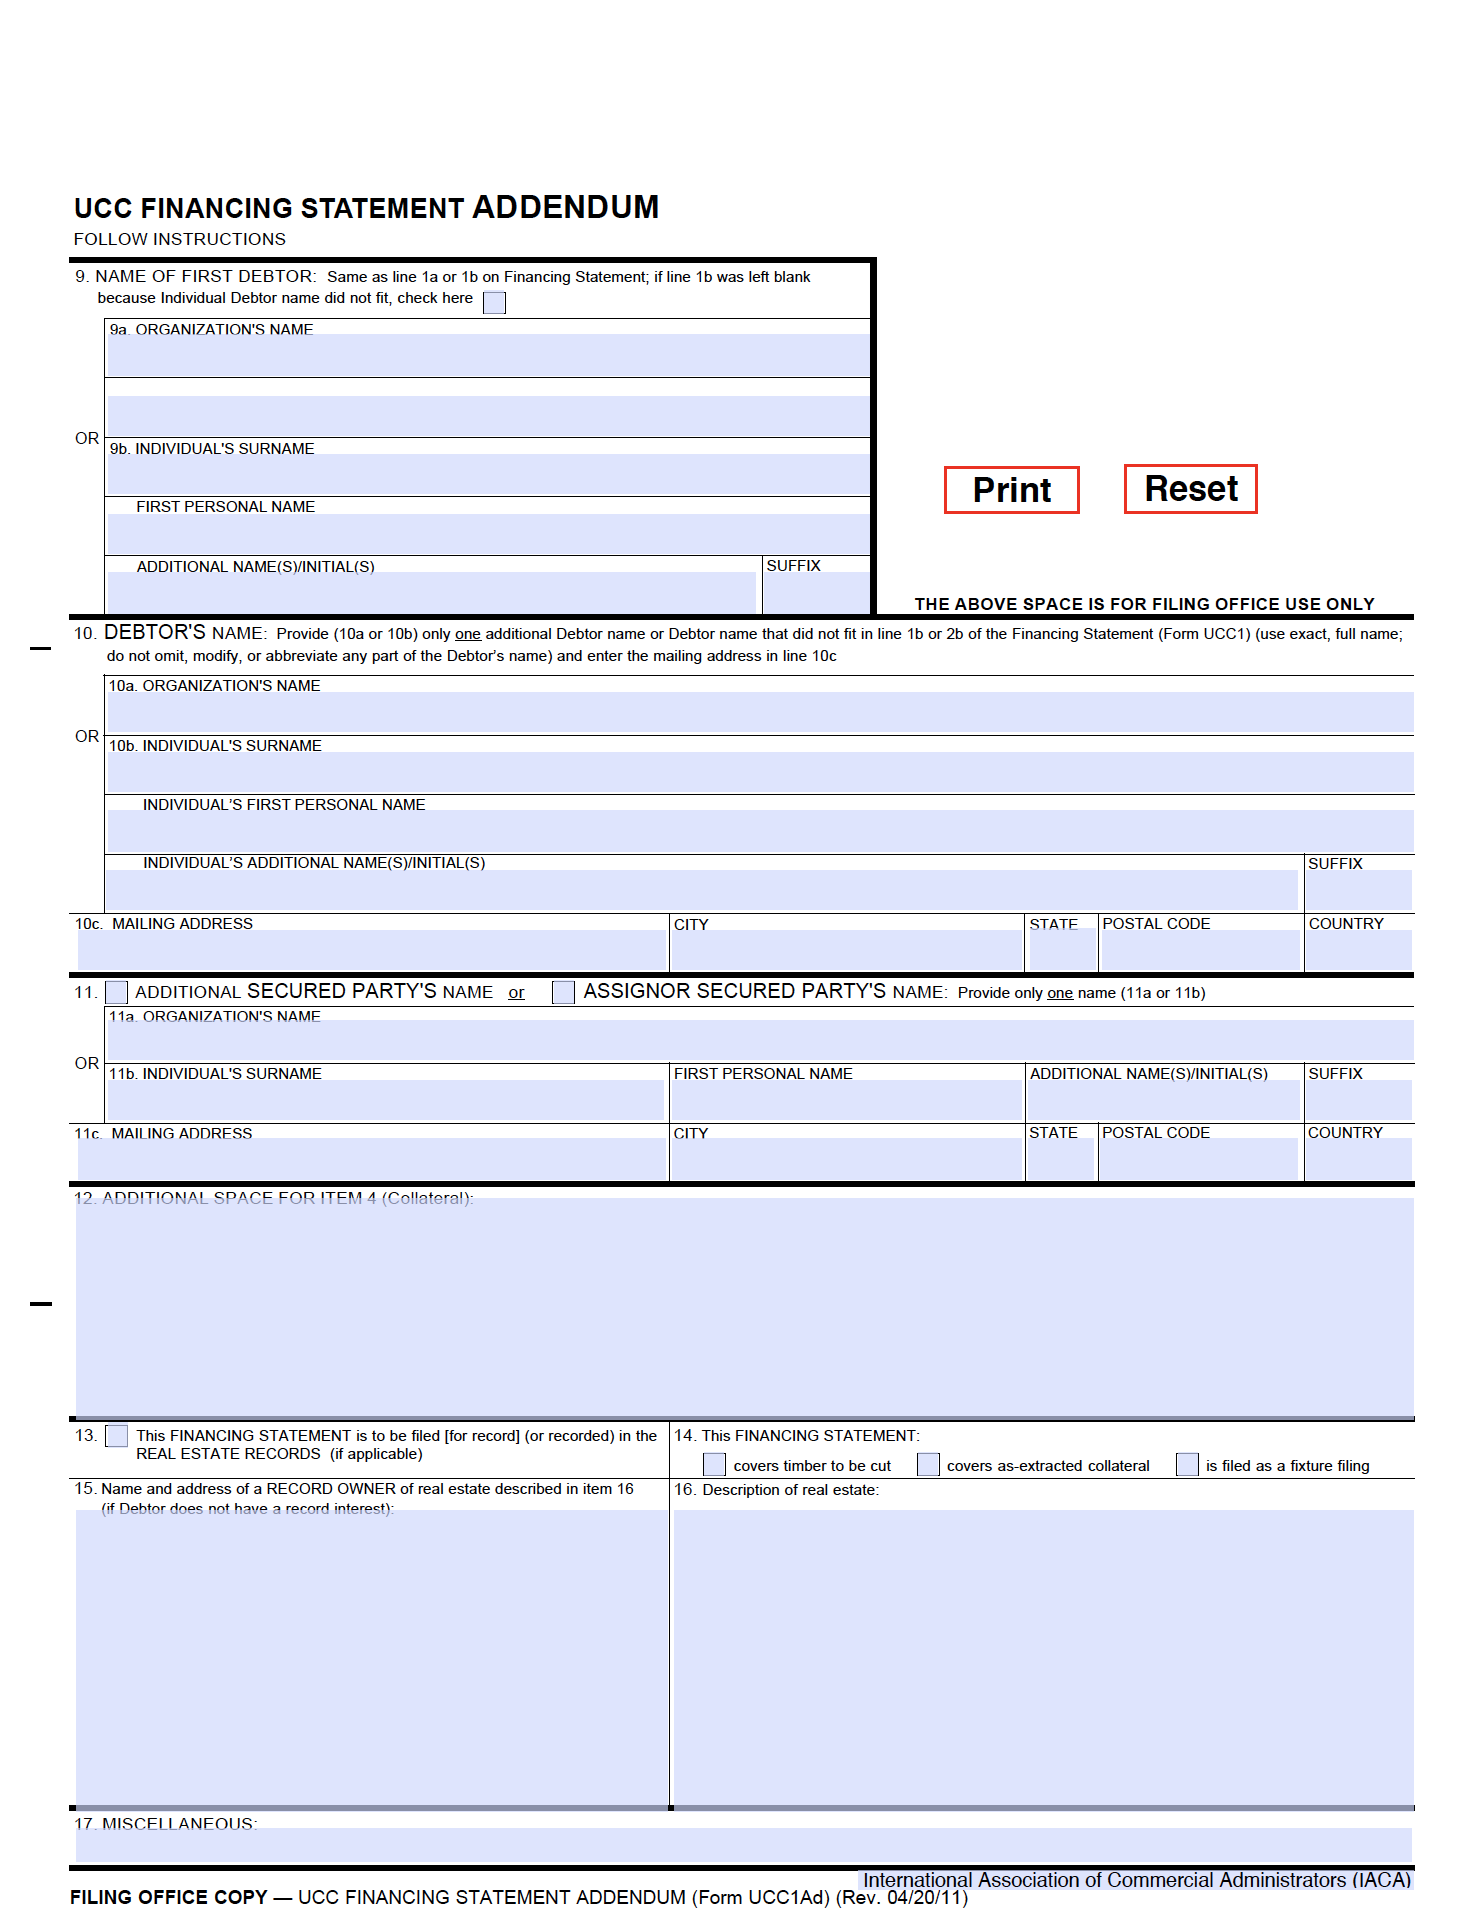 UCC FINANCING STATEMENT ADDENDUM
FOLLOW INSTRUCTIONS
9. NAME OF FIRST DEBTOR: Same as line 1a or 1b on Financing Statement; if line 1b was left blank
because Individual Debtor name did not fit, check here
9a. ORGANIZATION'S NAME
OR
9b. INDIVIDUAL'S SURNAME
FIRST PERSONAL NAME
ADDITIONAL NAME(S)/INITIAL(S) SUFFIX
Print Reset
THE ABOVE SPACE IS FOR FILING OFFICE USE ONLY
10. DEBTOR'S NAME: Provide (10a or 10b) only one additional Debtor name or Debtor name that did not fit in line 1b or 2b of the Financing Statement (Form UCC1) (use exact, full name;
do not omit, modify, or abbreviate any part of the Debtor’s name) and enter the mailing address in line 10c
10a. ORGANIZATION'S NAME
OR
10b. INDIVIDUAL'S SURNAME
INDIVIDUAL’S FIRST PERSONAL NAME
INDIVIDUAL’S ADDITIONAL NAME(S)/INITIAL(S) SUFFIX
10c. MAILING ADDRESS CITY STATE POSTAL CODE COUNTRY
11. ADDITIONAL SECURED PARTY'S NAME or ASSIGNOR SECURED PARTY'S NAME: Provide only one name (11a or 11b)
11a. ORGANIZATION'S NAME
OR
11b. INDIVIDUAL'S SURNAME FIRST PERSONAL NAME ADDITIONAL NAME(S)/INITIAL(S) SUFFIX
11c. MAILING ADDRESS CITY STATE POSTAL CODE COUNTRY
12. ADDITIONAL SPACE FOR ITEM 4 (Collateral):
13. This FINANCING STATEMENT is to be filed [for record] (or recorded) in the
REAL ESTATE RECORDS (if applicable)
14. This FINANCING STATEMENT:
covers timber to be cut covers as-extracted collateral is filed as a fixture filing
15. Name and address of a RECORD OWNER of real estate described in item 16
(if Debtor does not have a record interest):
16. Description of real estate:
17. MISCELLANEOUS:
International Association of Commercial Administrators (IACA)
FILING OFFICE COPY — UCC FINANCING STATEMENT ADDENDUM (Form UCC1Ad) (Rev. 04/20/11)